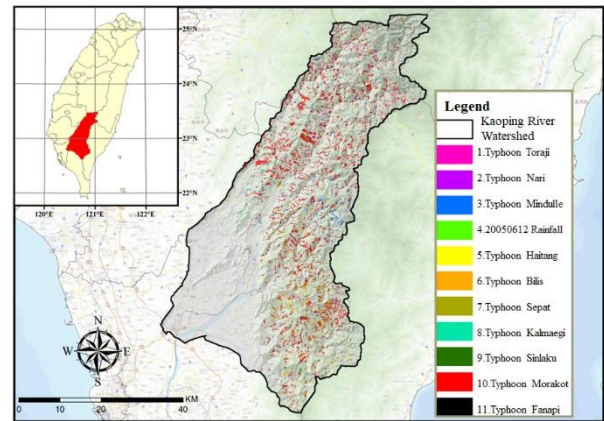 25°N
24°N
23°N
22°N
120°E 121°E 122°E
Legend
Kaoping River
Watershed
1.Typhoon Toraji
2.Typhoon Nari
3.Typhoon Mindulle
4.20050612 Rainfall
5.Typhoon Haitang
6.Typhoon Bilis
7.Typhoon Sepat
8.Typhoon Kalmaegi
9.Typhoon Sinlaku
10.Typhoon Morakot
11.Typhoon Fanapi
N
W E
S
KM
0 10 20 40